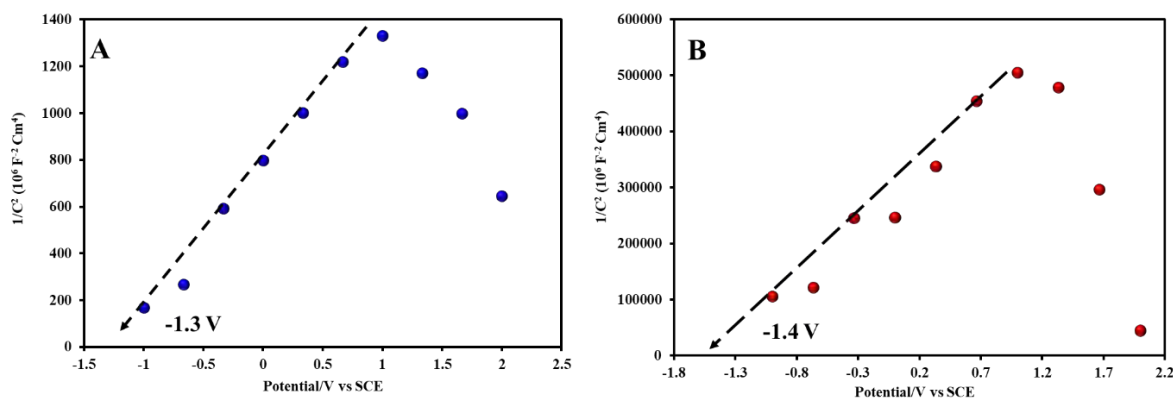 A
1/C² (10⁶ F⁻² Cm⁴)
1400
1200
1000
800
600
400
200
0
-1.3 V
-1.5 -1 -0.5 0 0.5 1 1.5 2 2.5
Potential/V vs SCE
B
1/C² (10⁶ F⁻² Cm⁴)
600000
500000
400000
300000
200000
100000
0
-1.4 V
-1.8 -1.3 -0.8 -0.3 0.2 0.7 1.2 1.7 2.2
Potential/V vs SCE